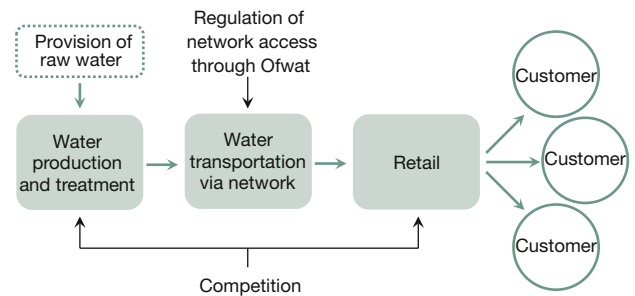 Provision of
raw water
Regulation of
network access
through Ofwat
Water
production
and treatment
Water
transportation
via network
Retail
Customer
Customer
Customer
Competition